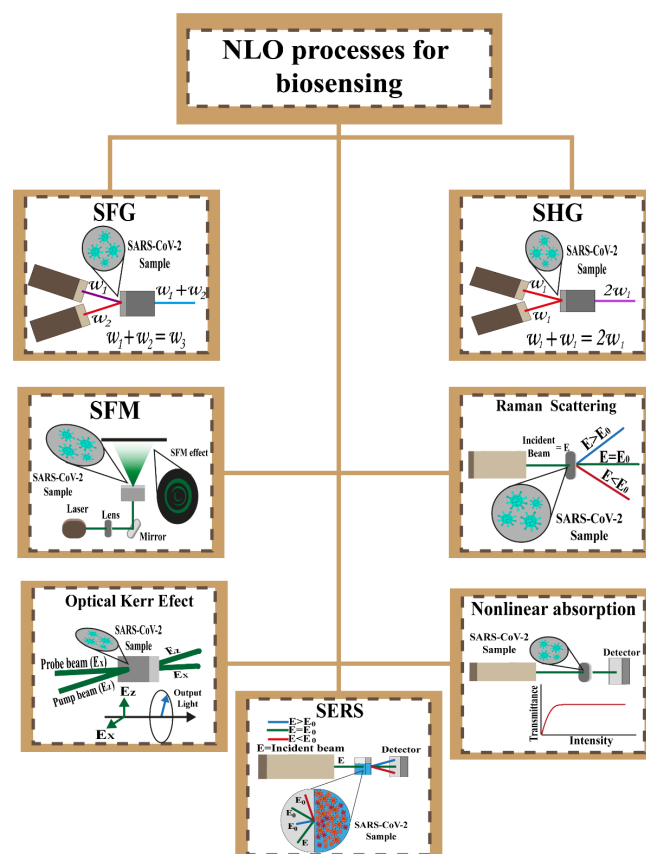 NLO processes for
biosensing
SFG
SARS-CoV-2
Sample
w₁
w₂
w₁+w₂
w₁+w₂=w₃
SHG
SARS-CoV-2
Sample
w₁
w₁
2w₁
w₁+w₁=2w₁
SFM
SFM effect
SARS-CoV-2
Sample
Laser
Lens
Mirror
Raman Scattering
Incident
Beam = E
E>E₀
E=E₀
E<E₀
SARS-CoV-2
Sample
Optical Kerr Efect
SARS-CoV-2
Sample
Probe beam (Ex)
Pump beam (Ez)
Ez
Ex
Ez
Ex
Output
Light
Nonlinear absorption
SARS-CoV-2
Sample
Detector
Transmittance
Intensity
SERS
E>E₀
E=E₀
E<E₀
E=Incident beam
E
Detector
E₀
E₀
E₀
E
SARS-CoV-2
Sample